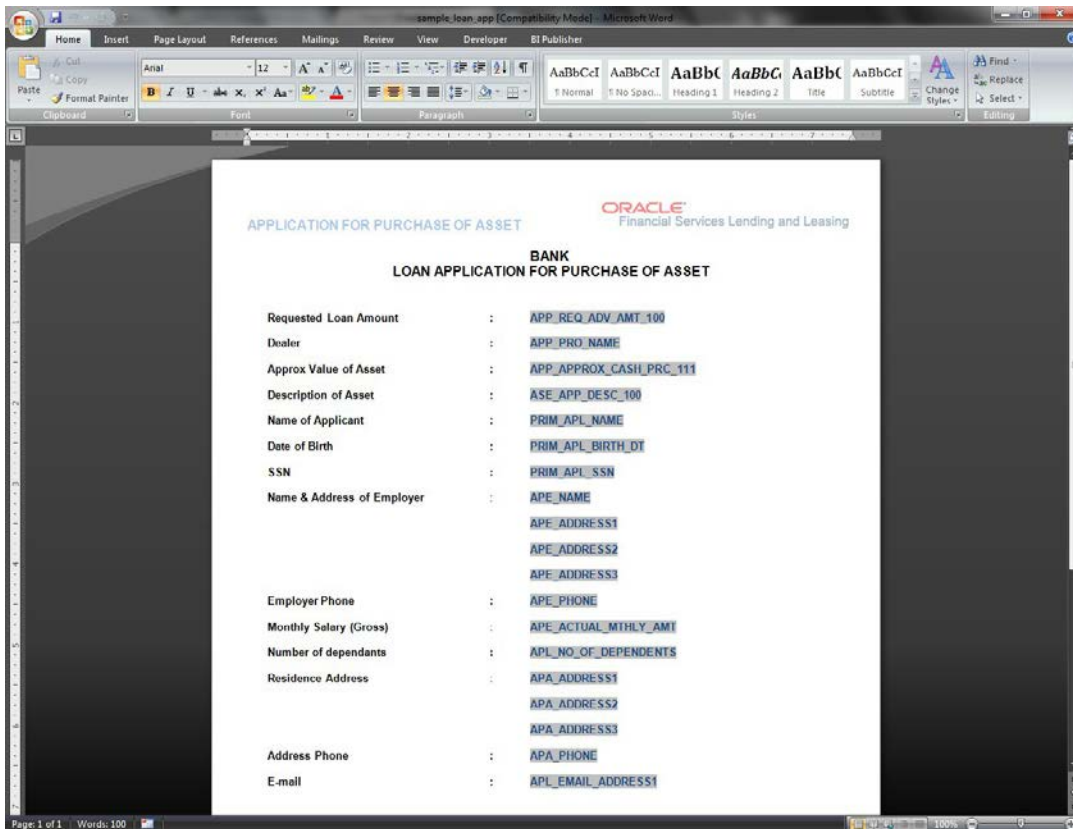 sample_loan_app [Compatibility Mode] - Microsoft Word
Home Insert Page Layout References Mailings Review View Developer BI Publisher
Cut
Copy
Format Painter
Paste
Arial 12
AaBbCcI AaBbCcI AaBb( AaBbC AaBb( AaBbCcI
¶ Normal ¶ No Spaci... Heading 1 Heading 2 Title Subtitle
Change Styles
Find
Replace
Select
Clipboard Font Paragraph Styles Editing
APPLICATION FOR PURCHASE OF ASSET
ORACLE
Financial Services Lending and Leasing
BANK
LOAN APPLICATION FOR PURCHASE OF ASSET
Requested Loan Amount : APP_REQ_ADV_AMT_100
Dealer : APP_PRO_NAME
Approx Value of Asset : APP_APPROX_CASH_PRC_111
Description of Asset : ASE_APP_DESC_100
Name of Applicant : PRIM_APL_NAME
Date of Birth : PRIM_APL_BIRTH_DT
SSN : PRIM_APL_SSN
Name & Address of Employer : APE_NAME
APE_ADDRESS1
APE_ADDRESS2
APE_ADDRESS3
Employer Phone : APE_PHONE
Monthly Salary (Gross) : APE_ACTUAL_MTHLY_AMT
Number of dependants : APL_NO_OF_DEPENDENTS
Residence Address : APA_ADDRESS1
APA_ADDRESS2
APA_ADDRESS3
Address Phone : APA_PHONE
E-mail : APL_EMAIL_ADDRESS1
Page: 1 of 1 Words: 100 100%